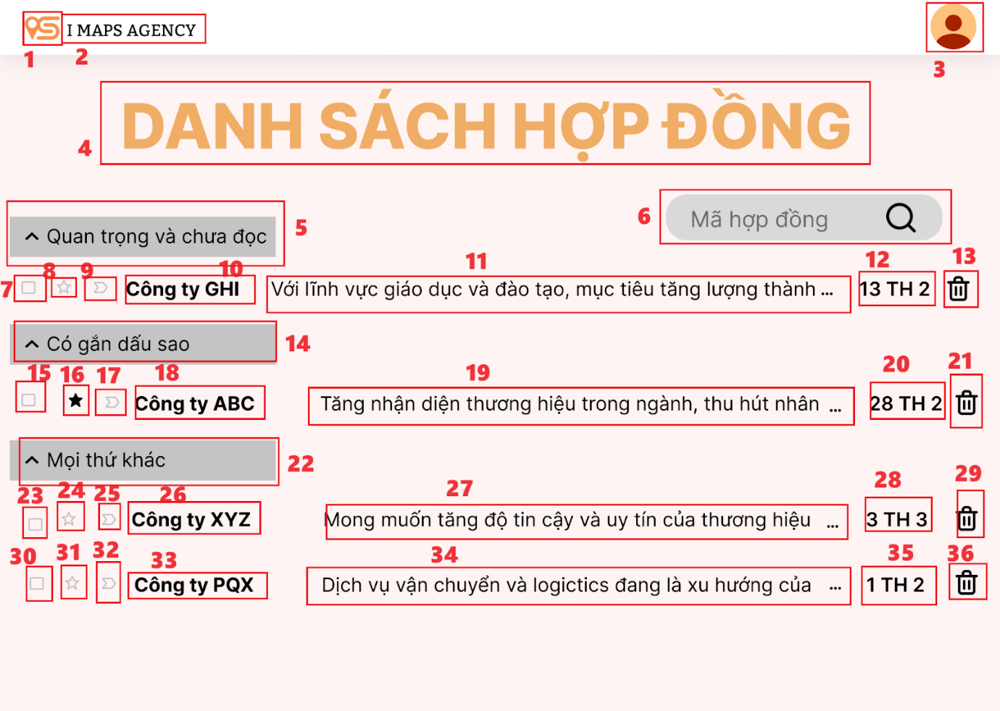 I MAPS AGENCY
1
2
3
DANH SÁCH HỢP ĐỒNG
4
Quan trọng và chưa đọc
5
6
Mã hợp đồng
7
8
9
10
11
12
13
Công ty GHI
Với lĩnh vực giáo dục và đào tạo, mục tiêu tăng lượng thành ...
13 TH 2
Có gắn dấu sao
14
15
16
17
18
19
20
21
Công ty ABC
Tăng nhận diện thương hiệu trong ngành, thu hút nhân ...
28 TH 2
Mọi thứ khác
22
23
24
25
26
27
28
29
Công ty XYZ
Mong muốn tăng độ tin cậy và uy tín của thương hiệu ...
3 TH 3
30
31
32
33
34
35
36
Công ty PQX
Dịch vụ vận chuyển và logictics đang là xu hướng của ...
1 TH 2